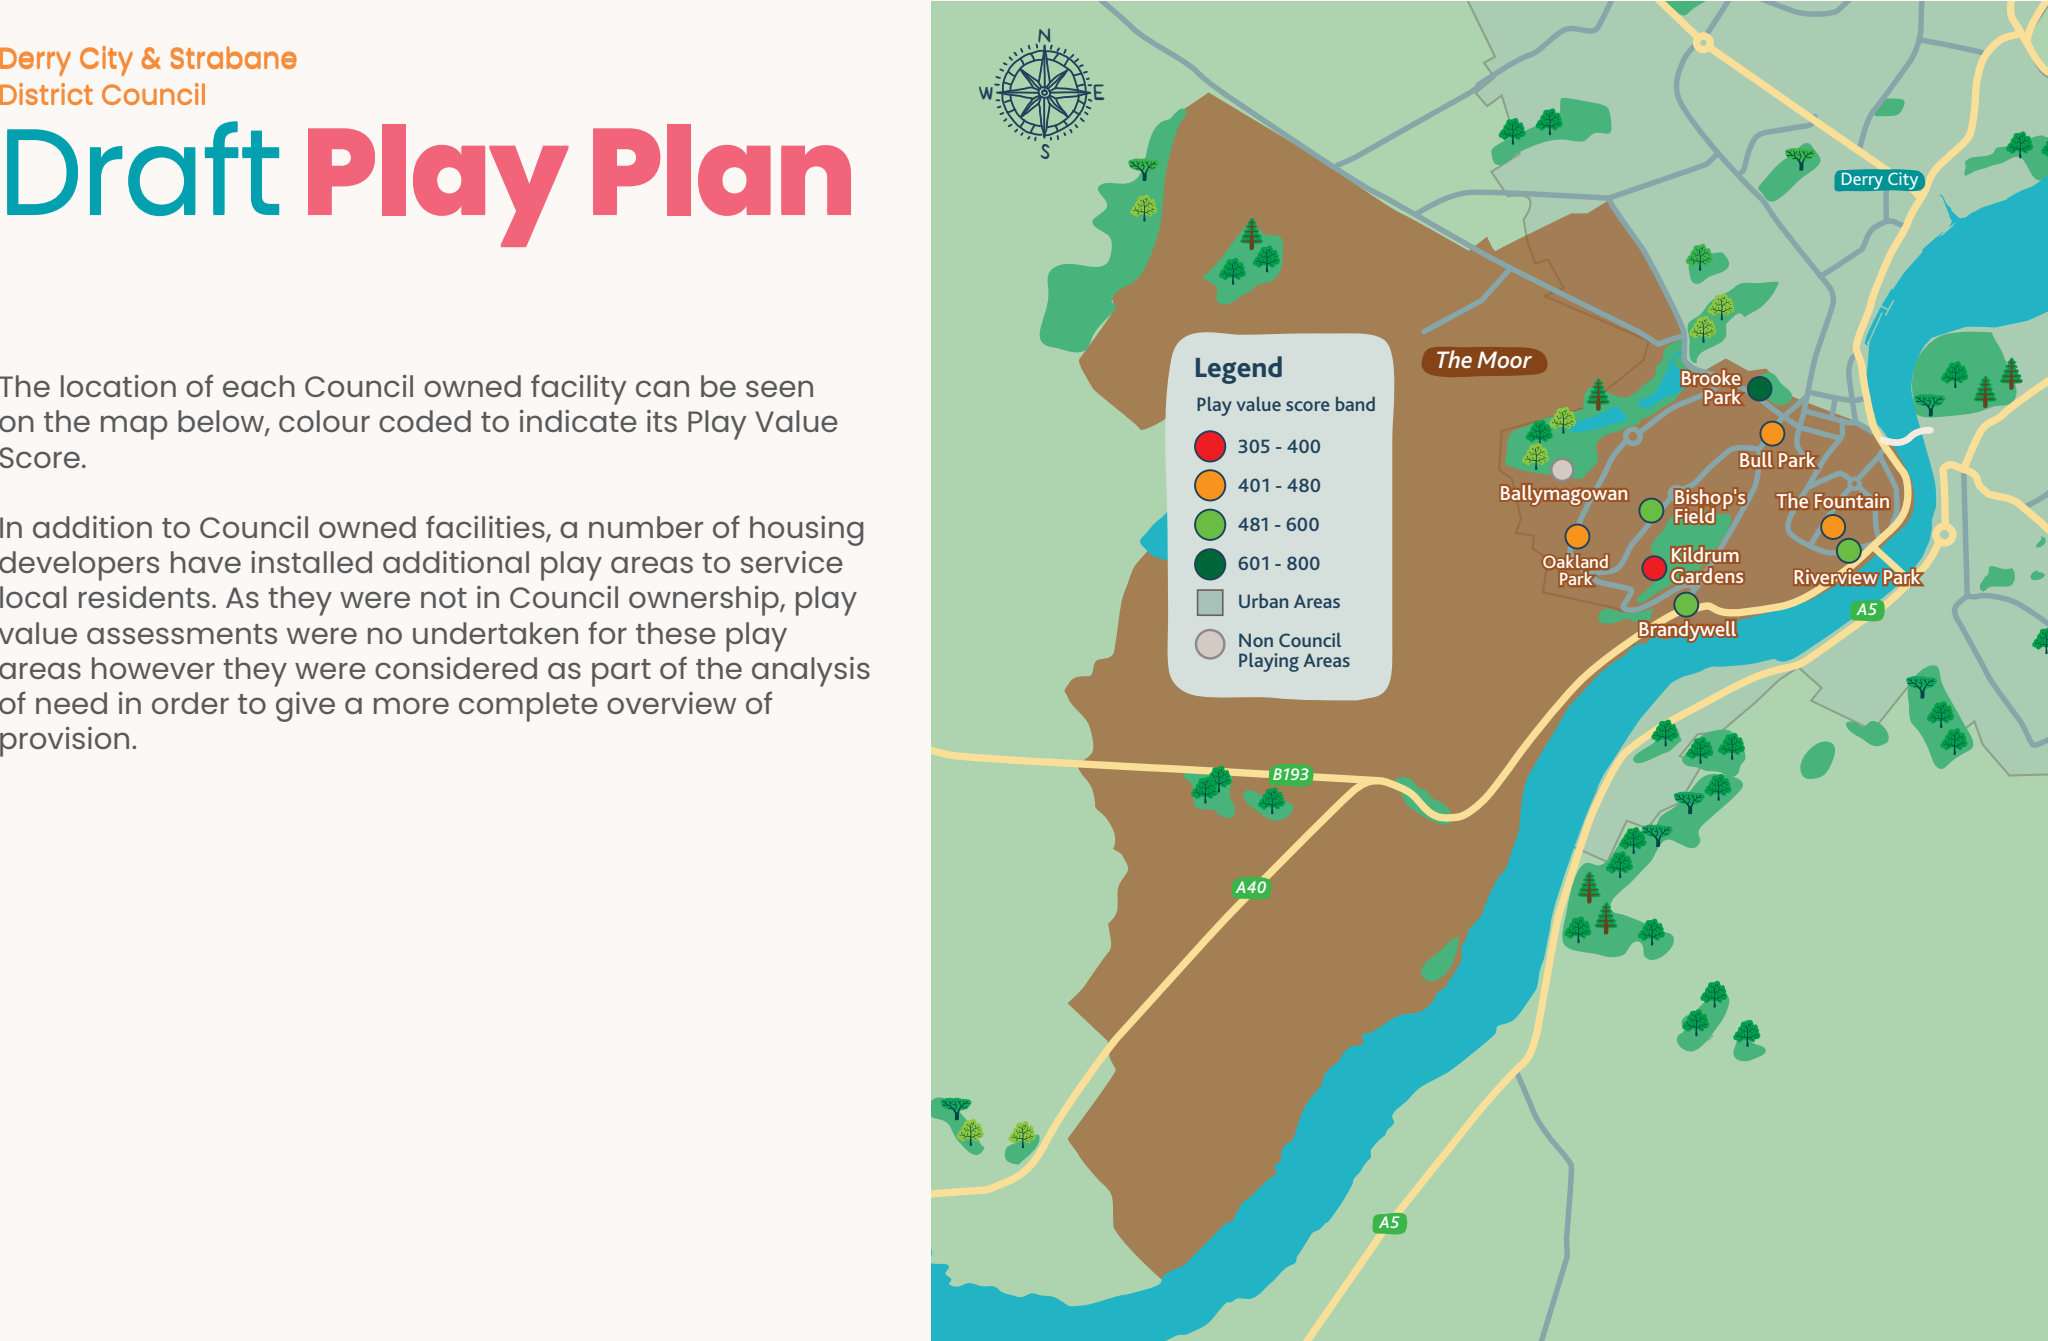 Derry City & Strabane
District Council
Draft Play Plan
The location of each Council owned facility can be seen
on the map below, colour coded to indicate its Play Value
Score.
In addition to Council owned facilities, a number of housing
developers have installed additional play areas to service
local residents. As they were not in Council ownership, play
value assessments were no undertaken for these play
areas however they were considered as part of the analysis
of need in order to give a more complete overview of
provision.
N
W
E
S
Derry City
The Moor
Legend
Play value score band
305 - 400
401 - 480
481 - 600
601 - 800
Urban Areas
Non Council
Playing Areas
Brooke
Park
Bull Park
Ballymagowan
Bishop's
Field
The Fountain
Oakland
Park
Kildrum
Gardens
Riverview Park
Brandywell
A5
B193
A40
A5